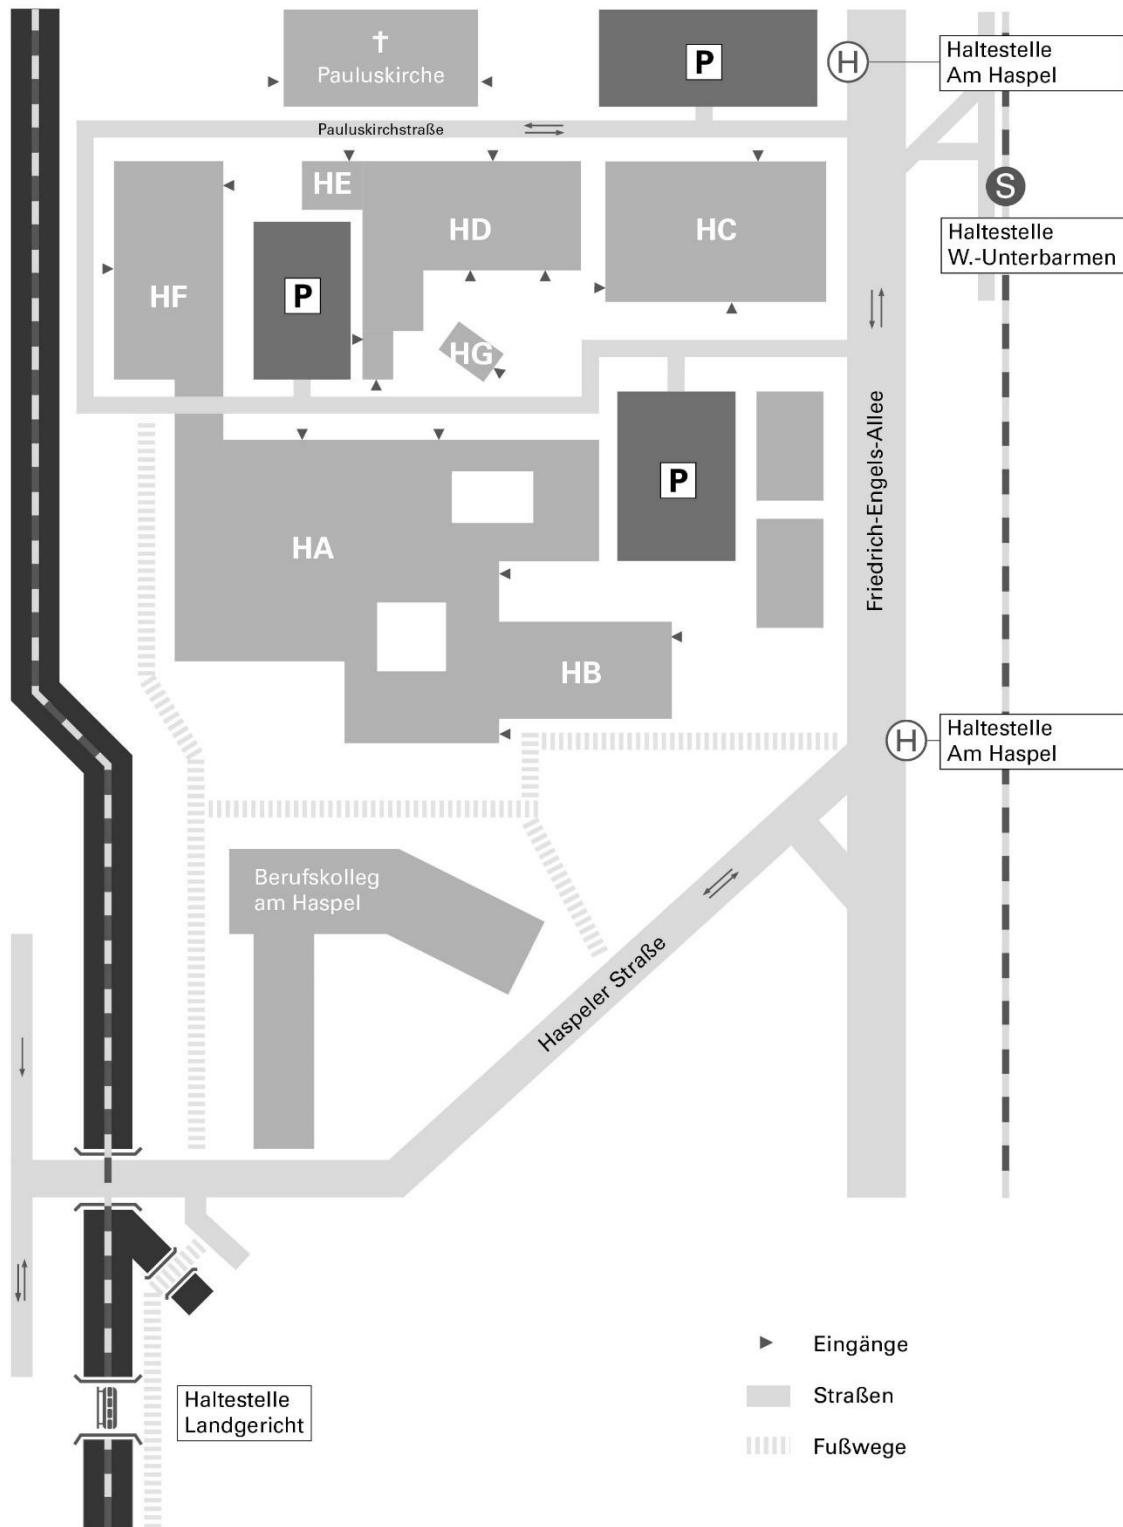 Pauluskirche
P
H
Haltestelle
Am Haspel
Pauluskirchstraße
HE
HD
HC
S
Haltestelle
W.-Unterbarmen
HF
P
HG
P
Friedrich-Engels-Allee
HA
HB
H
Haltestelle
Am Haspel
Berufskolleg
am Haspel
Haspeler Straße
Eingänge
Straßen
Fußwege
Haltestelle
Landgericht